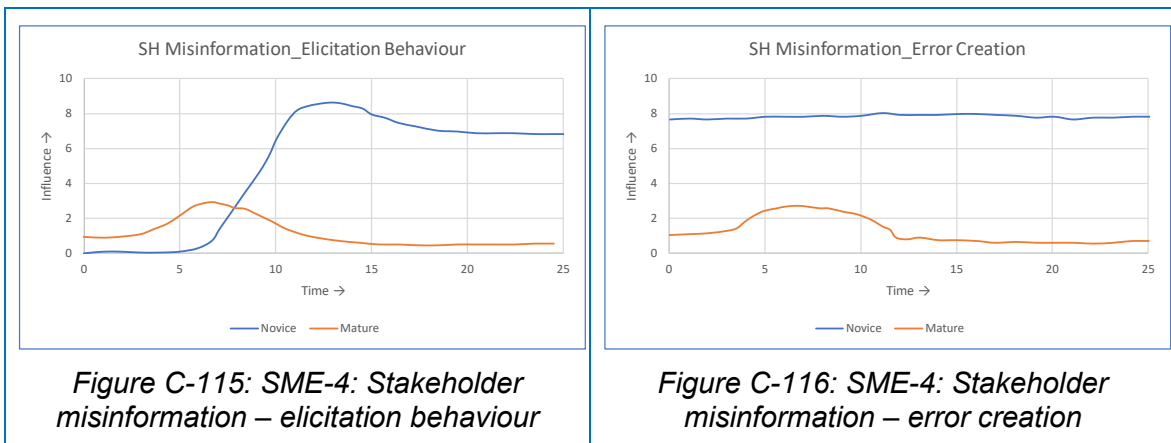 SH Misinformation_Elicitation Behaviour
10
8
6
4
2
0
Influence →
0 5 10 15 20 25
Time →
Novice Mature
Figure C-115: SME-4: Stakeholder
misinformation – elicitation behaviour
SH Misinformation_Error Creation
10
8
6
4
2
0
Influence →
0 5 10 15 20 25
Time →
Novice Mature
Figure C-116: SME-4: Stakeholder
misinformation – error creation